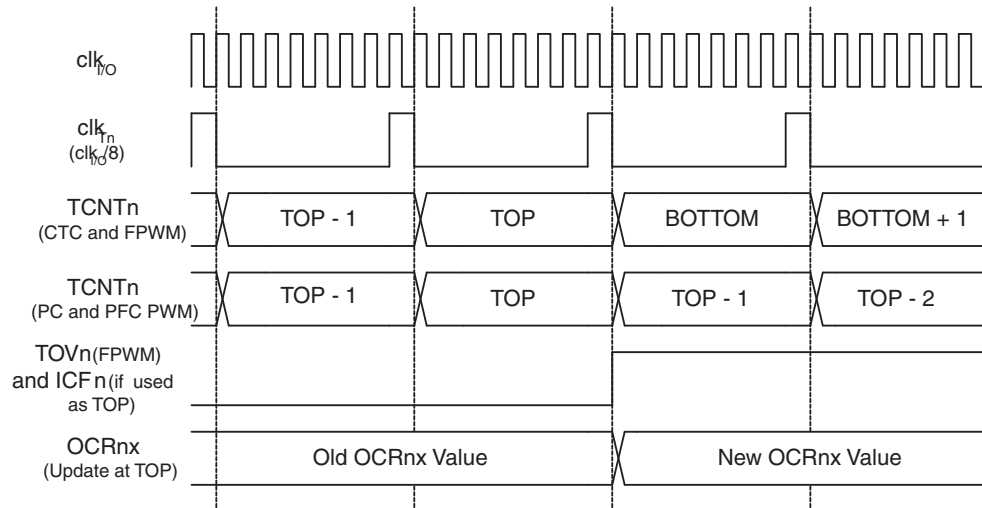 clkI/O
clkTn
(clkI/O/8)
TCNTn
(CTC and FPWM)
TOP - 1
TOP
BOTTOM
BOTTOM + 1
TCNTn
(PC and PFC PWM)
TOP - 1
TOP
TOP - 1
TOP - 2
TOVn(FPWM)
and ICFn(if used
as TOP)
OCRnx
(Update at TOP)
Old OCRnx Value
New OCRnx Value